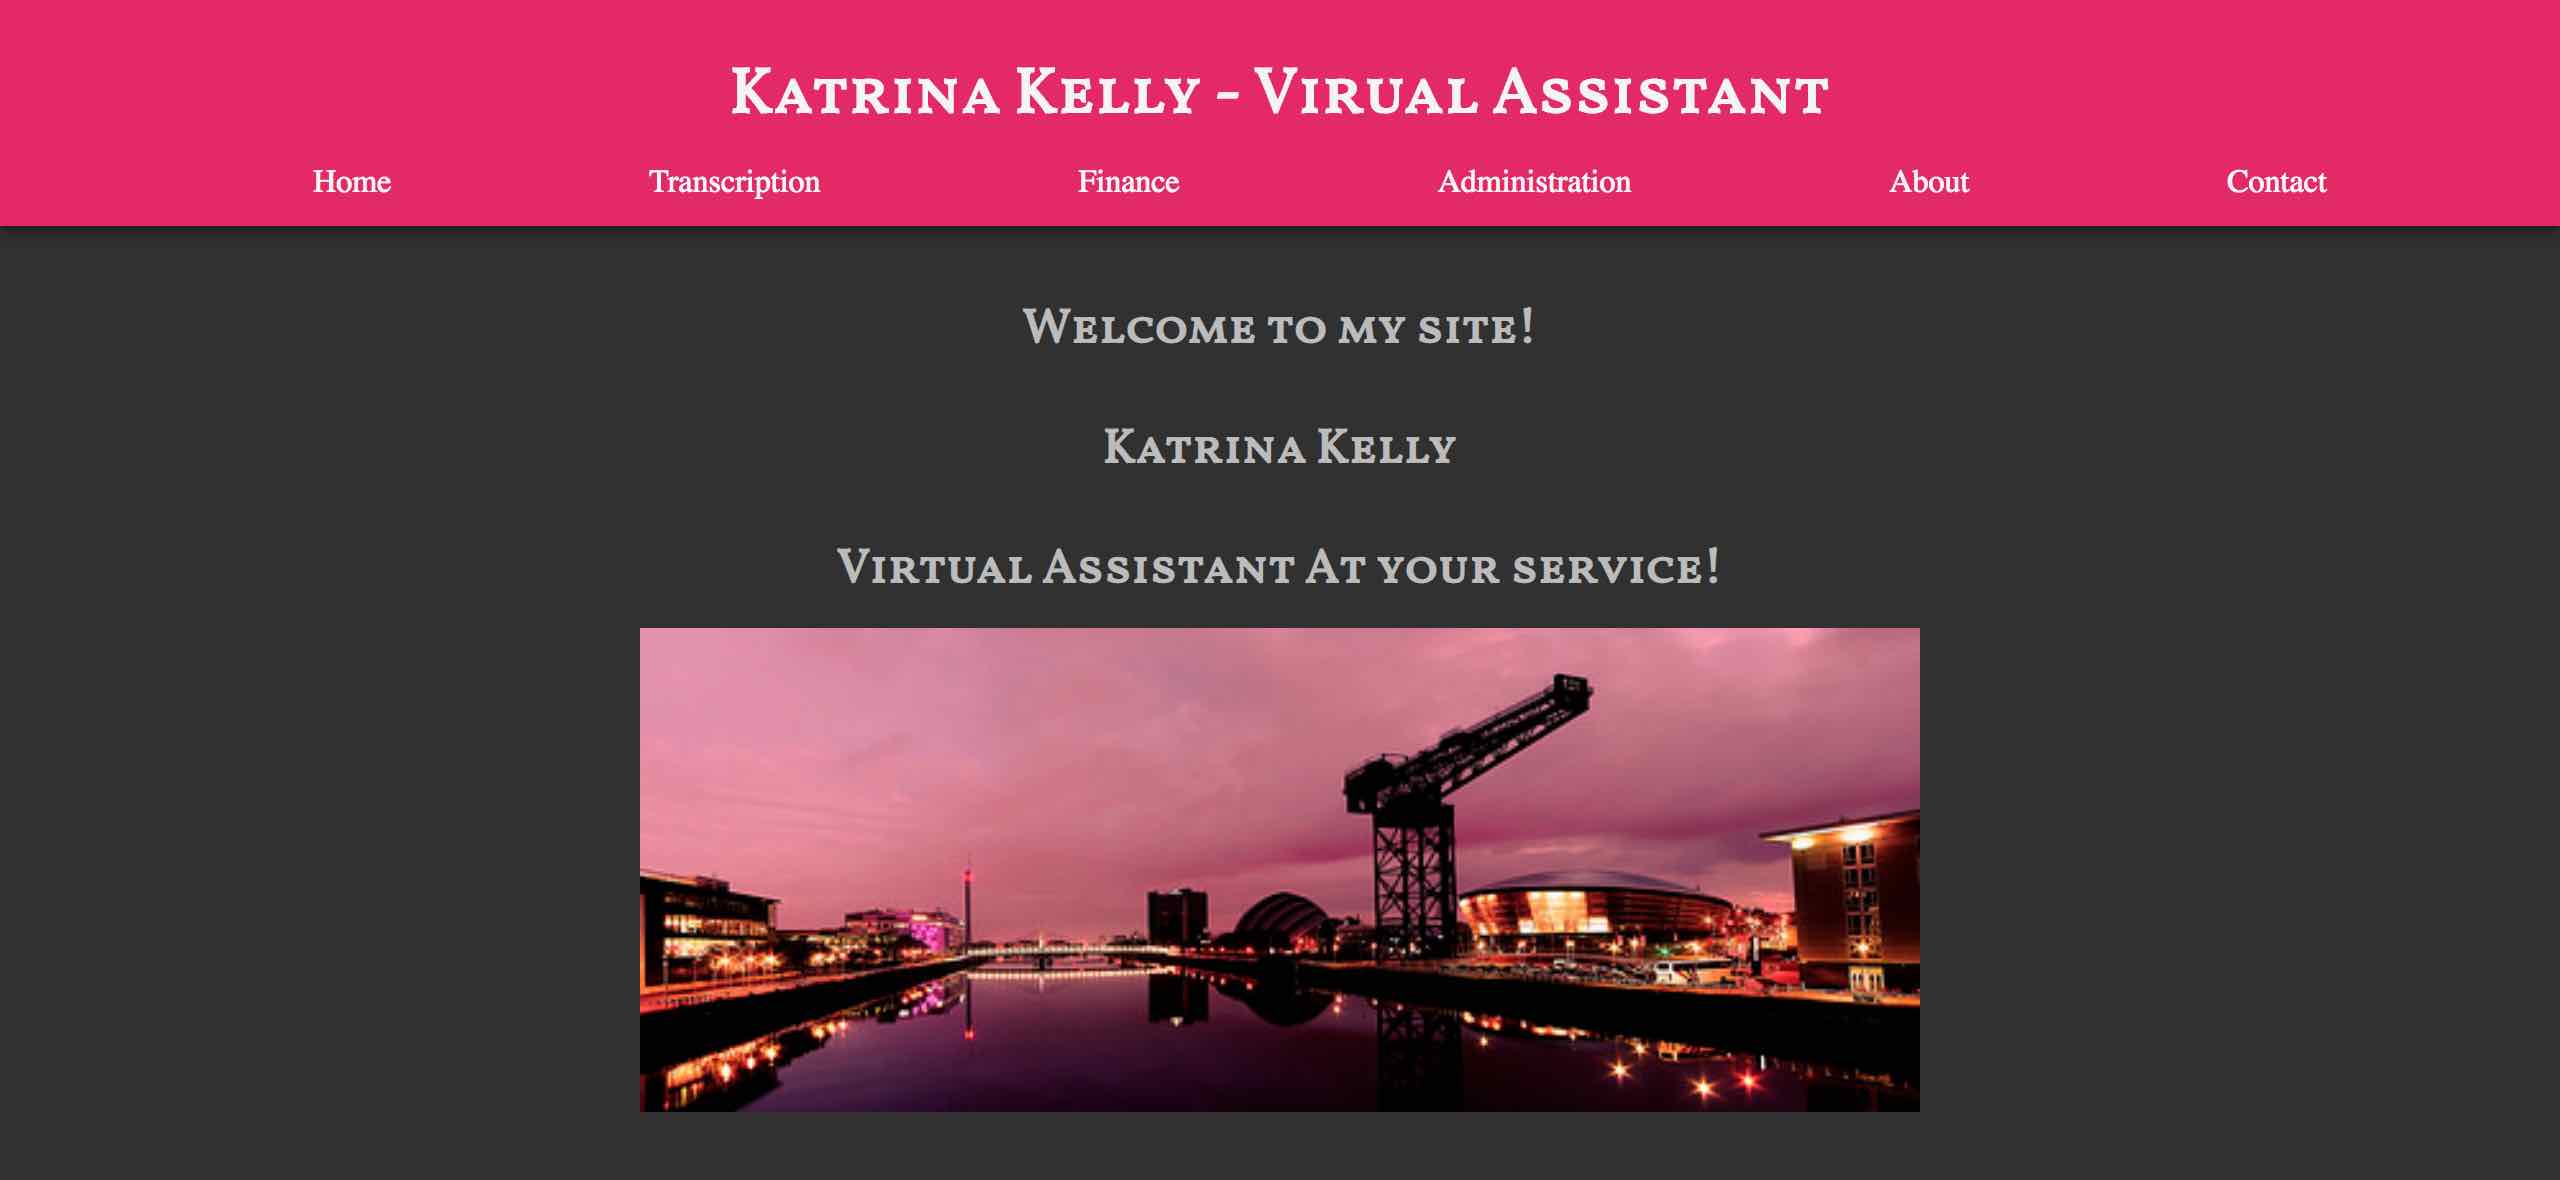 Katrina Kelly - Virual Assistant
Home Transcription Finance Administration About Contact
Welcome to my site!
Katrina Kelly
Virtual Assistant At your service!